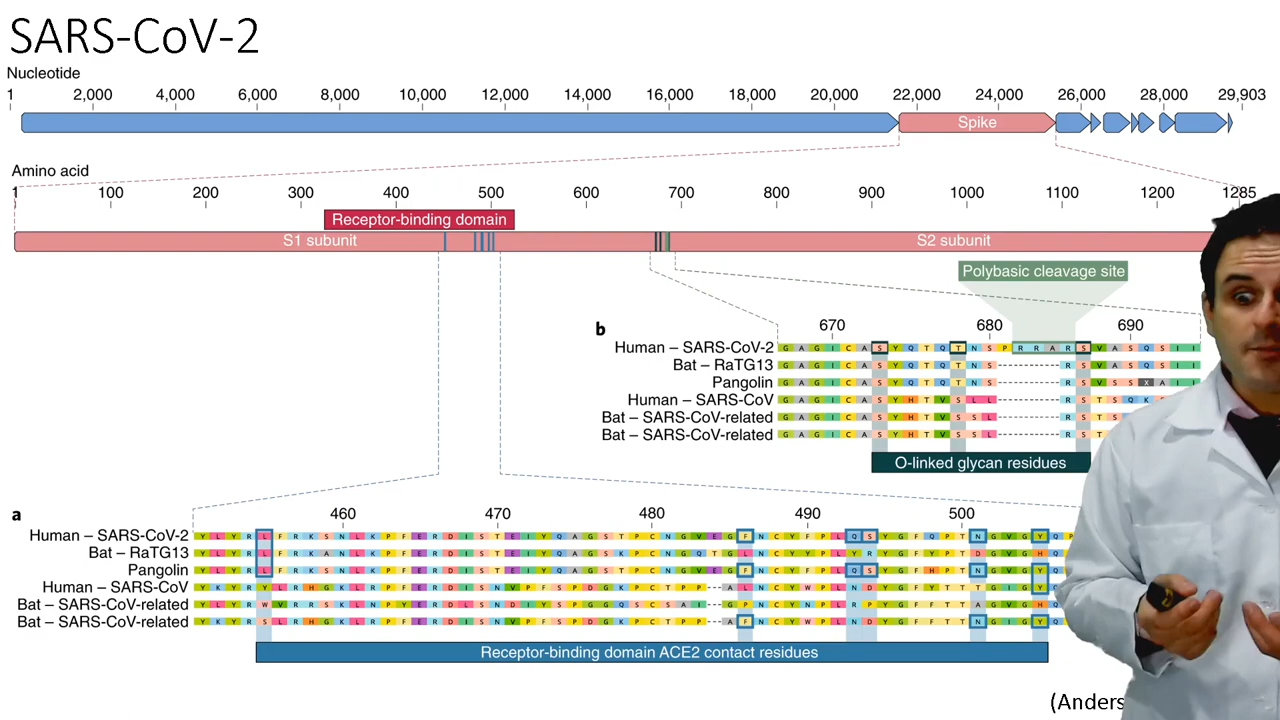 SARS-CoV-2
Nucleotide
1 2,000 4,000 6,000 8,000 10,000 12,000 14,000 16,000 18,000 20,000 22,000 24,000 26,000 28,000 29,903
Spike
Amino acid
1 100 200 300 400 500 600 700 800 900 1000 1100 1200 1285
Receptor-binding domain
S1 subunit S2 subunit
Polybasic cleavage site
b 670 680 690
Human – SARS-CoV-2 G A G I C A S Y Q T Q T N S P R R A R S V A S Q S I I
Bat – RaTG13 G A G I C A S Y Q T Q T N S ---------- R S V A S Q S I I
Pangolin G A G I C A S Y Q T Q T N S ---------- R S V S S X A I I
Human – SARS-CoV G A G I C A S Y H T V S L L ---------- R S T S Q K
Bat – SARS-CoV-related G A G I C A S Y H T V S S L ---------- R S T S
Bat – SARS-CoV-related G A G I C A S Y H T V S S L ---------- R S T
O-linked glycan residues
a 460 470 480 490 500
Human – SARS-CoV-2 Y L Y R L F R K S N L K P F E R D I S T E I Y Q A G S T P C N G V E G F N C Y F P L Q S Y G F Q P T N G V G Y Q P
Bat – RaTG13 Y L Y R L F R K A N L K P F E R D I S T E I Y Q A G S T P C N G Q T G L N C Y Y P L Y R Y G F Y P T D G V G H Q
Pangolin Y L Y R L F R K S N L K P F E R D I S T E I Y Q A G S T P C N G V E G F N C Y F P L Q S Y G F H P T N G V G Y Q
Human – SARS-CoV Y K Y R Y L R H G K L R P F E R D I S N V P F S P D G K P C T P P --- A L N C Y W P L N D Y G F Y T T T G I G Y Q
Bat – SARS-CoV-related Y L Y R W V R R S K L N P Y E R D L S N D I Y S P G G Q S C S A I --- G P N C Y N P L R P Y G F F T T A G V G H Q
Bat – SARS-CoV-related Y K Y R S L R H G K L R P F E R D I S N V P F S P D G K P C T P P --- A F N C Y W P L N D Y G F F T T N G I G Y Q
Receptor-binding domain ACE2 contact residues
(Anders